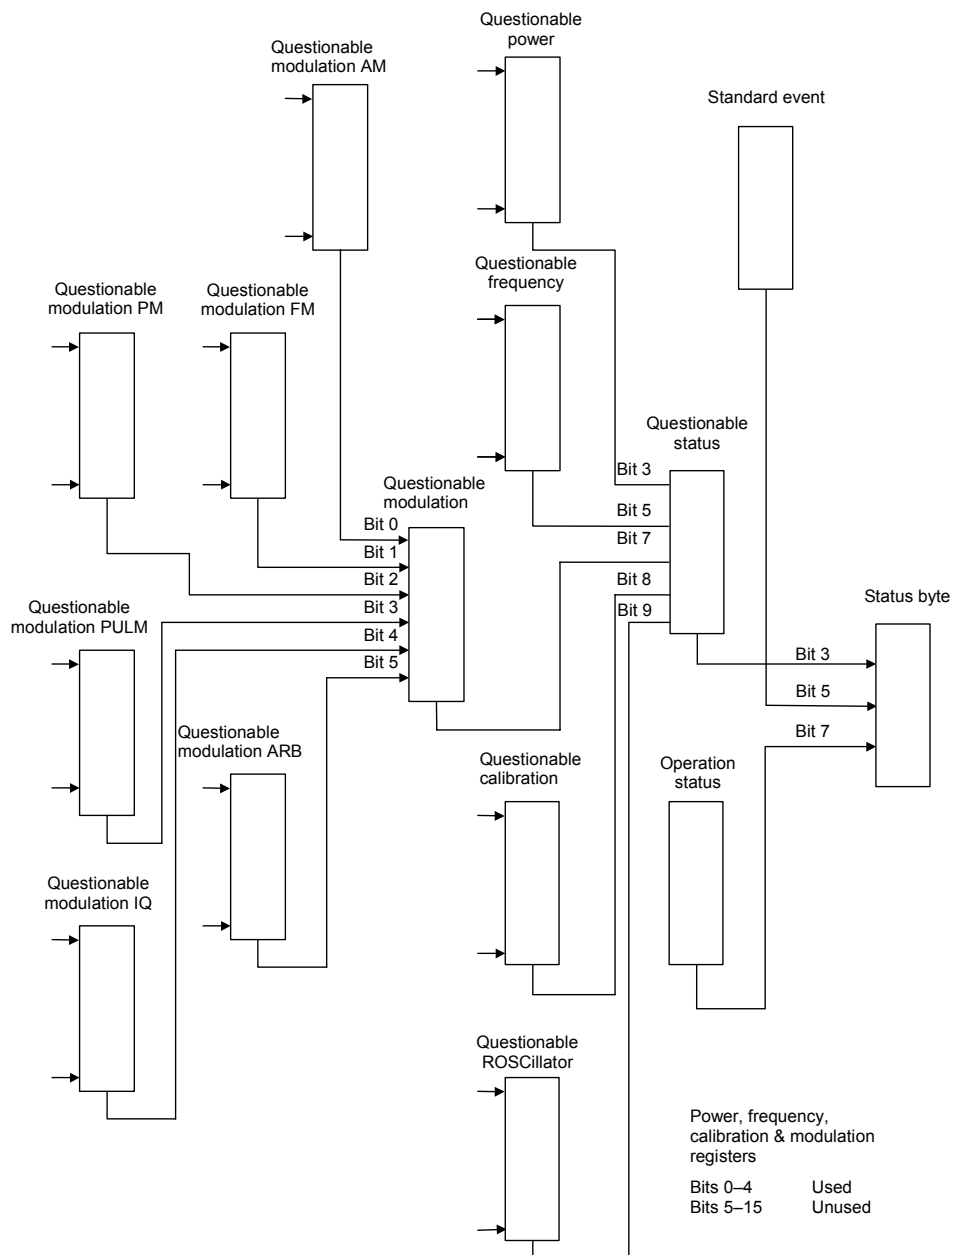 Questionable
power
Questionable
modulation AM
Standard event
Questionable
frequency
Questionable
modulation PM
Questionable
modulation FM
Questionable
status
Bit 3
Questionable
modulation
Bit 5
Bit 0
Bit 7
Bit 1
Bit 2
Bit 8
Questionable
modulation PULM
Bit 3
Bit 9
Status byte
Bit 4
Bit 3
Bit 5
Bit 5
Questionable
modulation ARB
Bit 7
Questionable
calibration
Operation
status
Questionable
modulation IQ
Questionable
ROSCillator
Power, frequency,
calibration & modulation
registers
Bits 0–4 Used
Bits 5–15 Unused